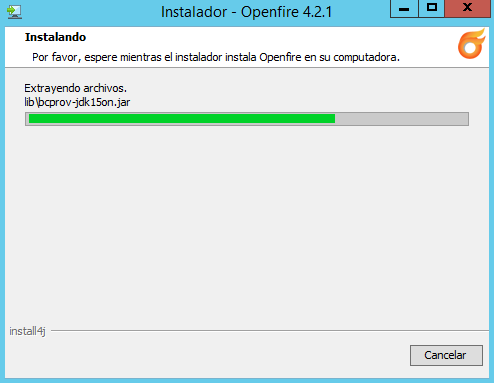 Instalador - Openfire 4.2.1
Instalando
Por favor, espere mientras el instalador instala Openfire en su computadora.
Extrayendo archivos.
lib\bcprov-jdk15on.jar
install4j
Cancelar